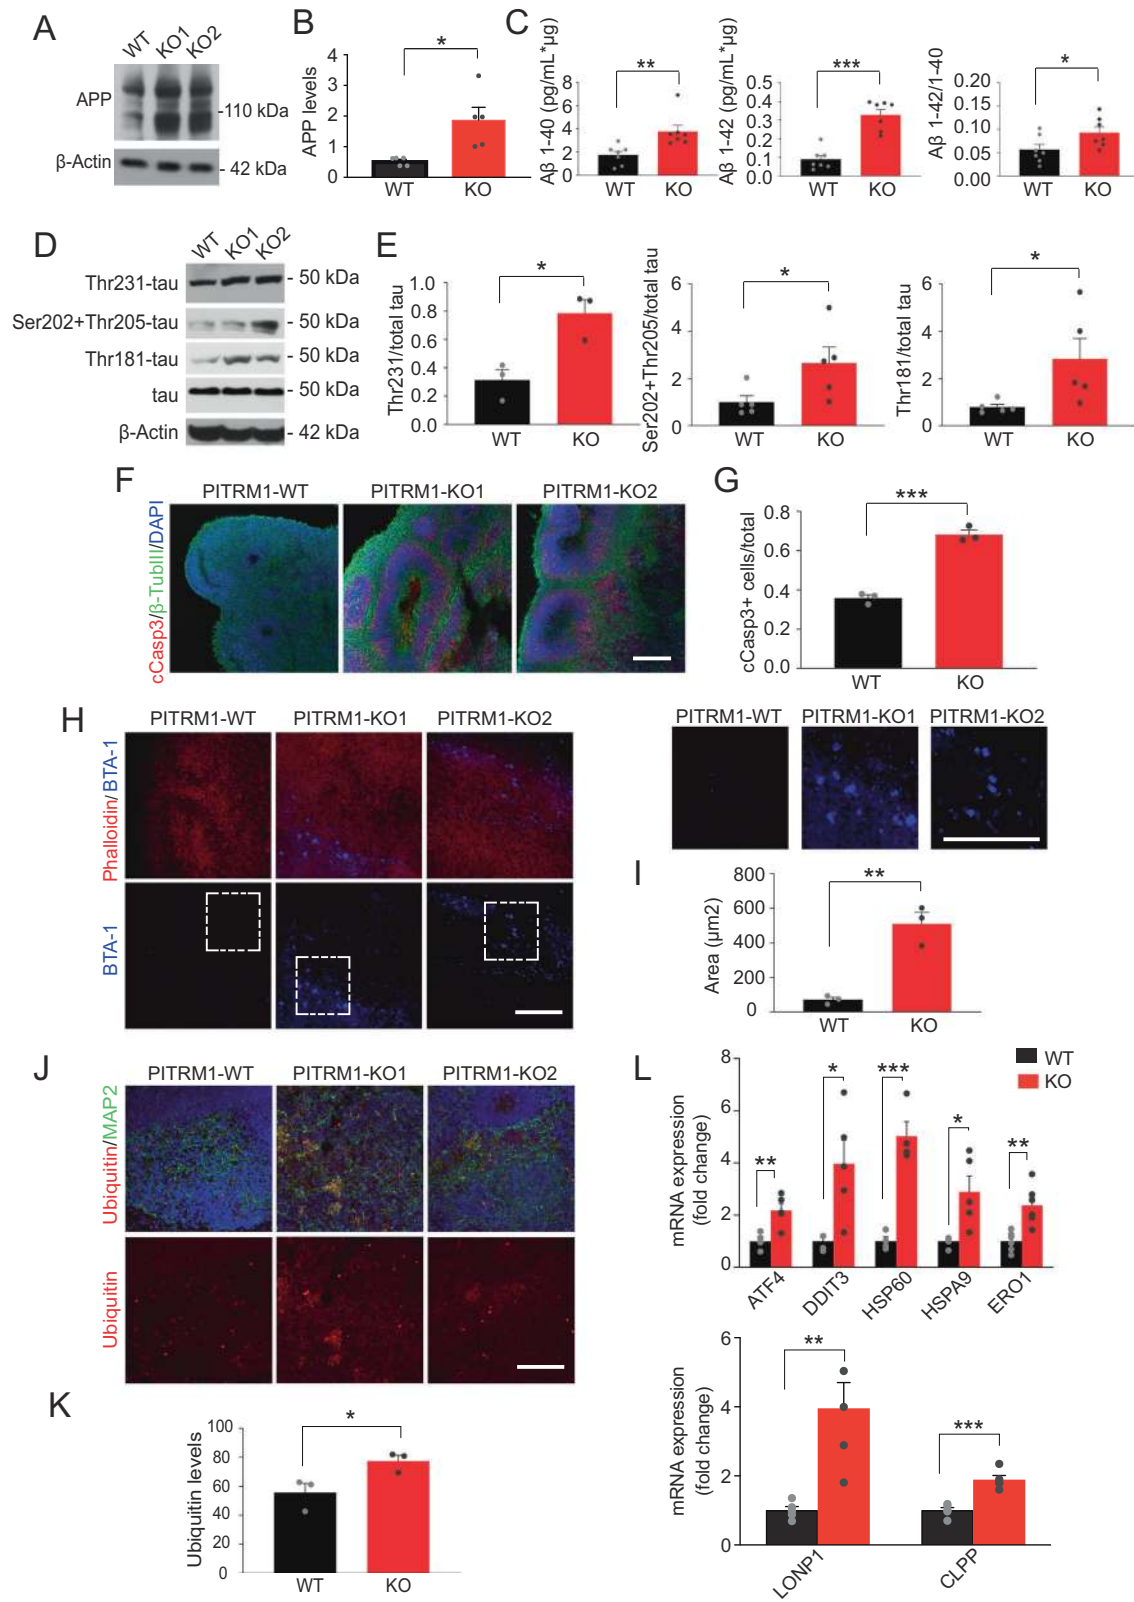 A
WT
KO1
KO2
APP
-110 kDa
β-Actin
- 42 kDa
B
*
APP levels
4
3
2
1
0
WT
KO
C
**
Aβ 1-40 (pg/mL*µg)
8
6
4
2
0
WT
KO
***
Aβ 1-42 (pg/mL*µg)
0.5
0.4
0.3
0.2
0.1
0.0
WT
KO
*
Aβ 1-42/1-40
0.20
0.15
0.10
0.05
0.00
WT
KO
D
WT
KO1
KO2
Thr231-tau
- 50 kDa
Ser202+Thr205-tau
- 50 kDa
Thr181-tau
- 50 kDa
tau
- 50 kDa
β-Actin
- 42 kDa
E
*
Thr231/total tau
1.0
0.8
0.6
0.4
0.2
0.0
WT
KO
*
Ser202+Thr205/total tau
6
4
2
0
WT
KO
*
Thr181/total tau
6
4
2
0
WT
KO
F
PITRM1-WT
PITRM1-KO1
PITRM1-KO2
cCasp3/β-TubIII/DAPI
G
***
cCasp3+ cells/total
0.8
0.6
0.4
0.2
0.0
WT
KO
H
PITRM1-WT
PITRM1-KO1
PITRM1-KO2
Phalloidin/BTA-1
BTA-1
PITRM1-WT
PITRM1-KO1
PITRM1-KO2
I
**
Area (µm2)
800
600
400
200
0
WT
KO
J
PITRM1-WT
PITRM1-KO1
PITRM1-KO2
Ubiquitin/MAP2
Ubiquitin
K
*
Ubiquitin levels
100
80
60
40
20
0
WT
KO
L
WT
KO
mRNA expression
(fold change)
8
6
4
2
0
**
*
***
*
**
ATF4
DDIT3
HSP60
HSPA9
ERO1
mRNA expression
(fold change)
6
4
2
0
**
***
LONP1
CLPP